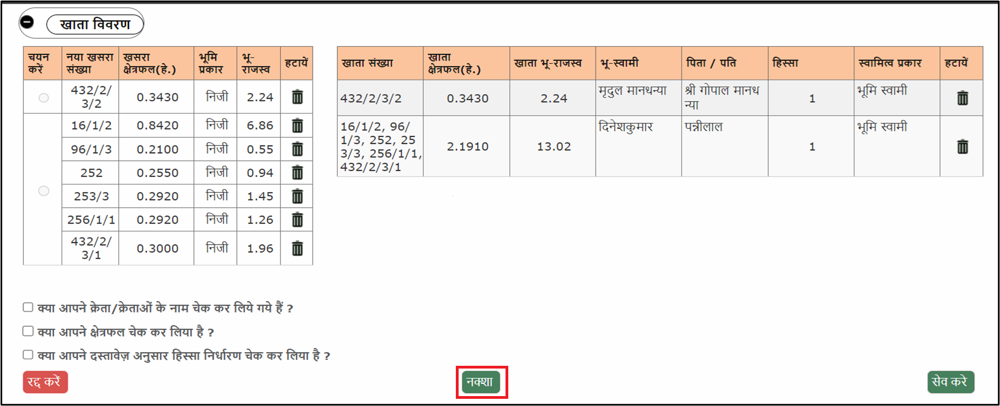 खाता विवरण
चयन करें नया खसरा संख्या खसरा क्षेत्रफल(हे.) भूमि प्रकार भू-राजस्व हटायें
432/2/3/2 0.3430 निजी 2.24
16/1/2 0.8420 निजी 6.86
96/1/3 0.2100 निजी 0.55
252 0.2550 निजी 0.94
253/3 0.2920 निजी 1.45
256/1/1 0.2920 निजी 1.26
432/2/3/1 0.3000 निजी 1.96
खाता संख्या खाता क्षेत्रफल(हे.) खाता भू-राजस्व भू-स्वामी पिता / पति हिस्सा स्वामित्व प्रकार हटायें
432/2/3/2 0.3430 2.24 मृदुल मानधन्या श्री गोपाल मानधन्या 1 भूमि स्वामी
16/1/2, 96/1/3, 252, 253/3, 256/1/1, 432/2/3/1 2.1910 13.02 दिनेशकुमार पन्नीलाल 1 भूमि स्वामी
क्या आपने क्रेता/क्रेताओं के नाम चेक कर लिये गये हैं ?
क्या आपने क्षेत्रफल चेक कर लिया है ?
क्या आपने दस्तावेज़ अनुसार हिस्सा निर्धारण चेक कर लिया है ?
रद्द करें नक्शा सेव करे